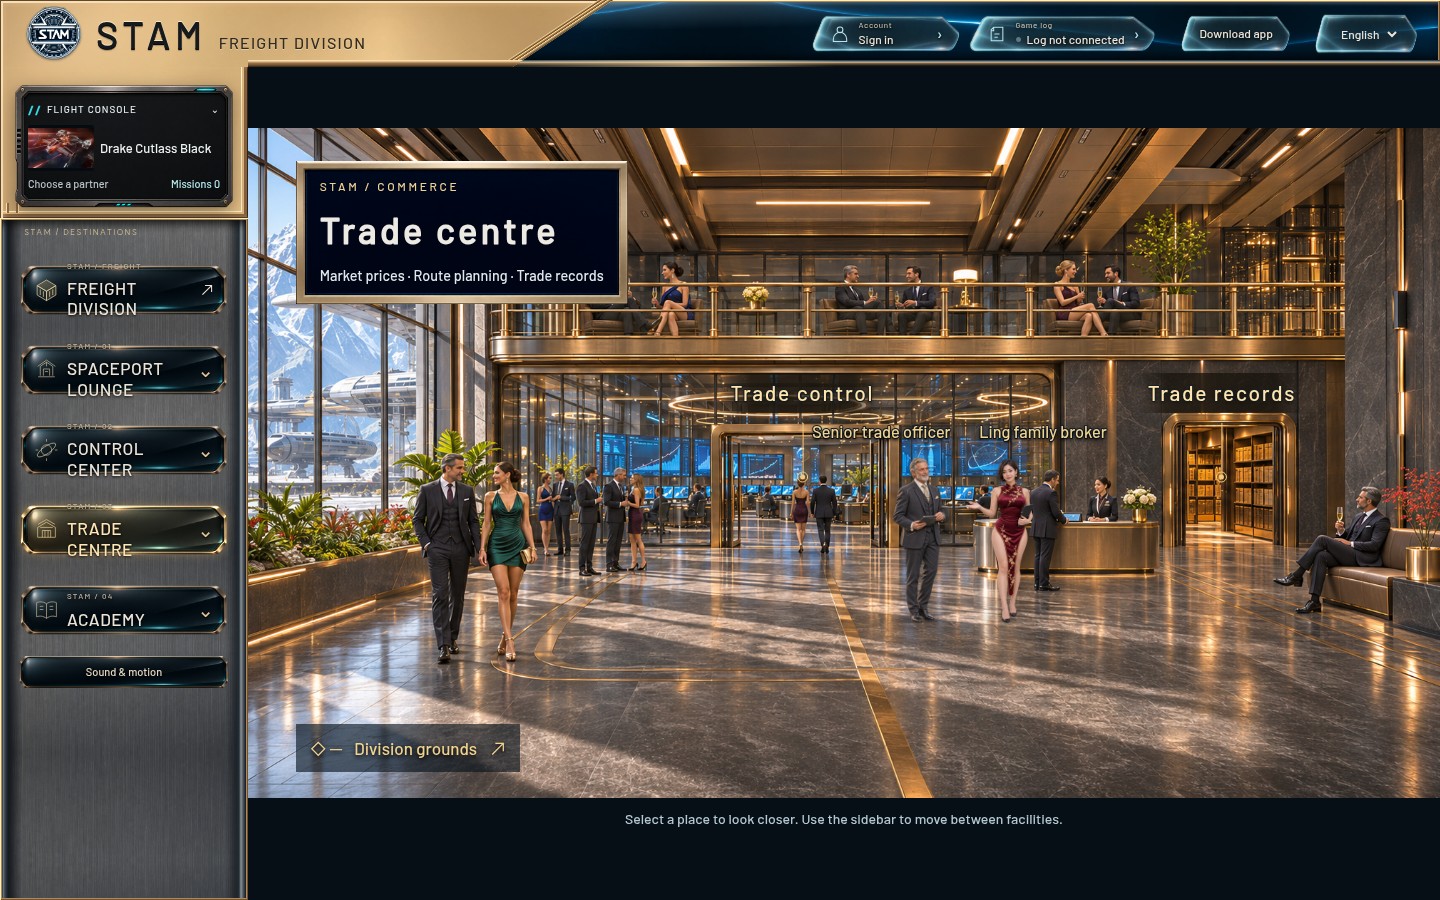 STAM
STAM FREIGHT DIVISION
Account
Sign in
Game log
Log not connected
Download app
English
// FLIGHT CONSOLE
Drake Cutlass Black
Choose a partner Missions 0
STAM / DESTINATIONS
STAM / FREIGHT
FREIGHT
DIVISION
STAM / 01
SPACEPORT
LOUNGE
STAM / 02
CONTROL
CENTER
STAM / 03
TRADE
CENTRE
STAM / 04
ACADEMY
Sound & motion
STAM / COMMERCE
Trade centre
Market prices · Route planning · Trade records
Trade control
Trade records
Senior trade officer
Ling family broker
Division grounds
Select a place to look closer. Use the sidebar to move between facilities.